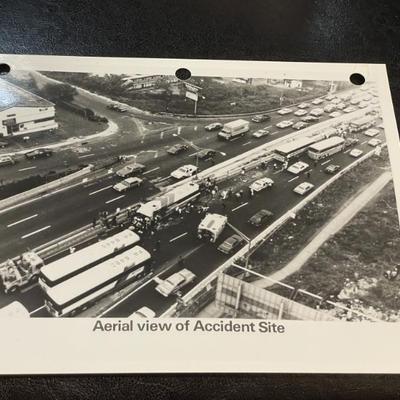 Aerial view of Accident Site